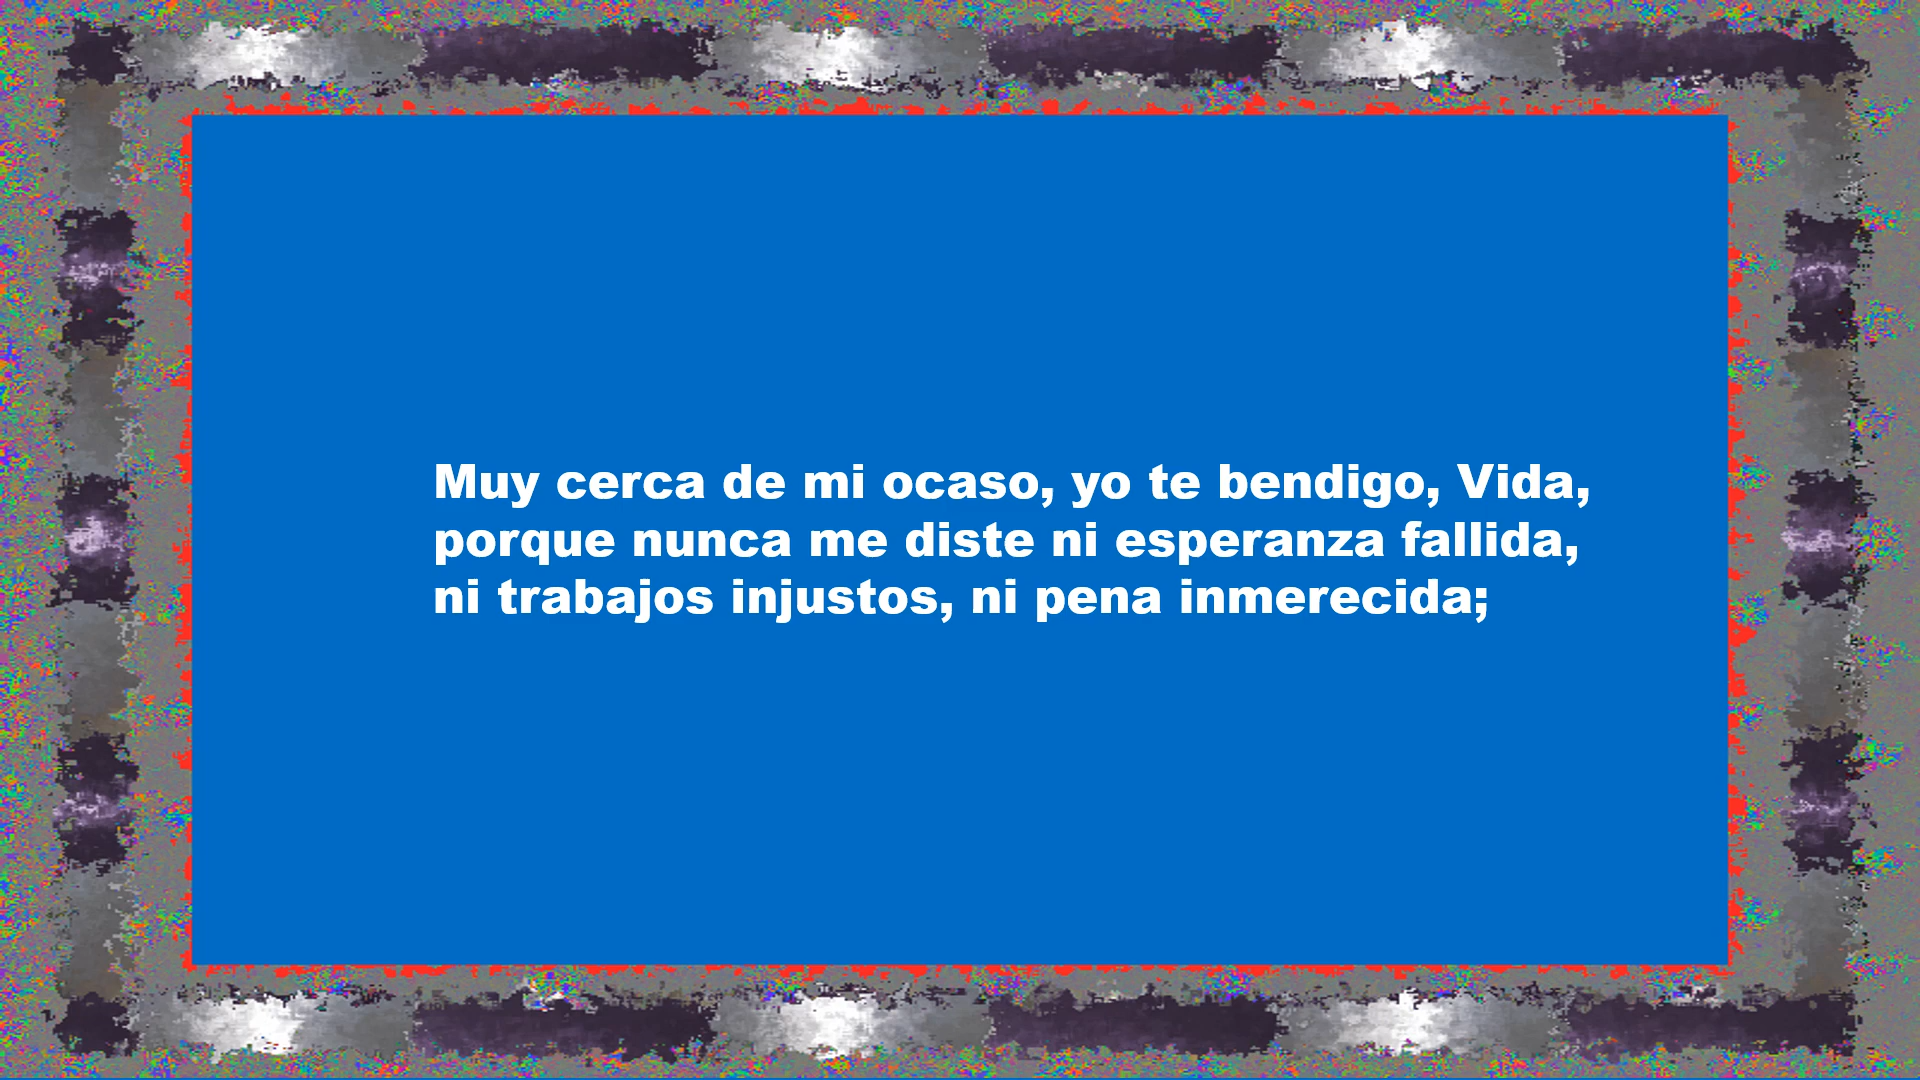 Muy cerca de mi ocaso, yo te bendigo, Vida,
porque nunca me diste ni esperanza fallida,
ni trabajos injustos, ni pena inmerecida;